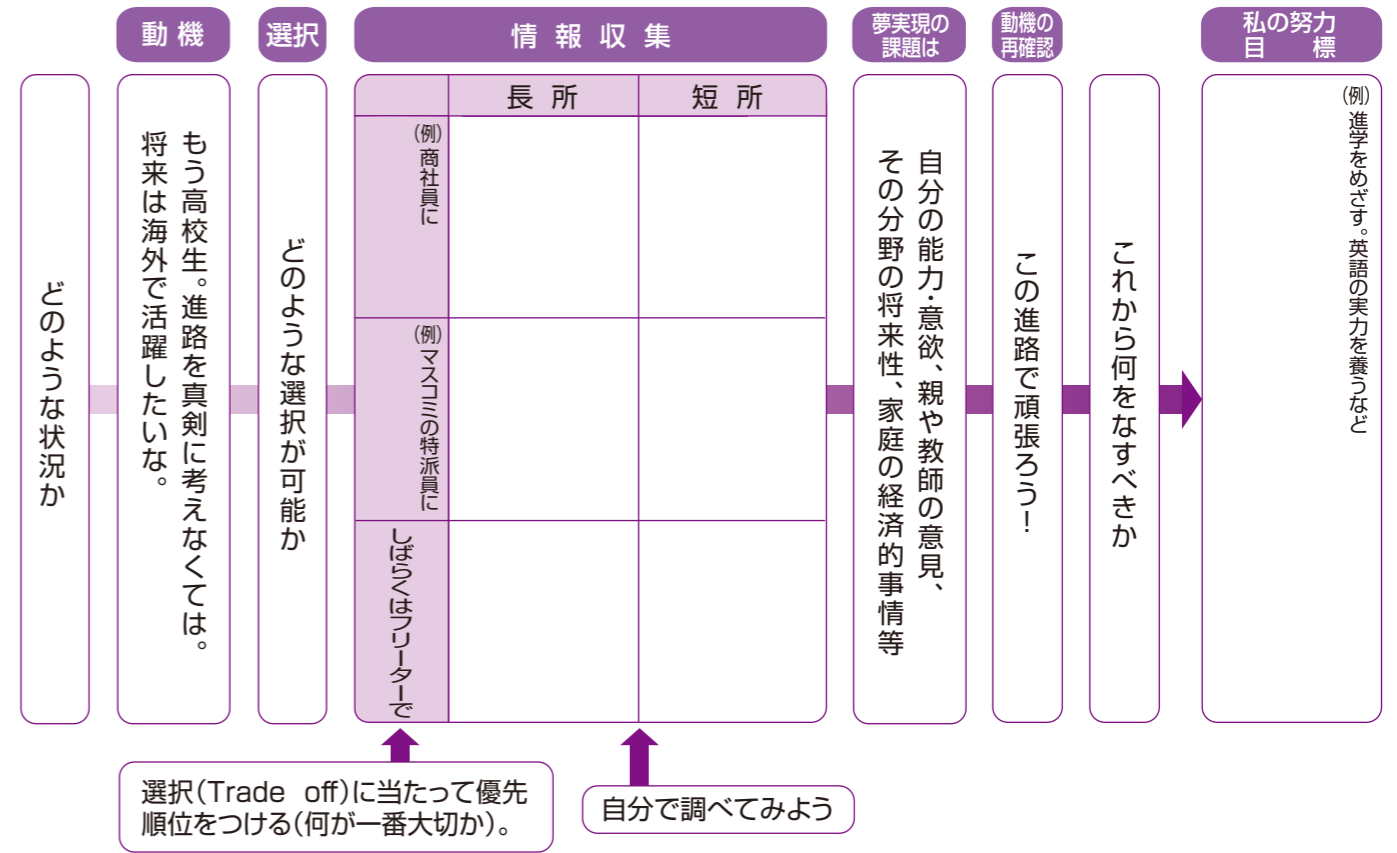 動機
選択
情報収集
夢実現の
課題は
動機の
再確認
私の努力
目標
どのような状況か
もう高校生。進路を真剣に考えなくては。
将来は海外で活躍したいな。
どのような選択が可能か
長所
短所
(例) 商社員に
(例) マスコミの特派員に
しばらくはフリーターで
自分の能力・意欲、親や教師の意見、
その分野の将来性、家庭の経済的事情等
この進路で頑張ろう！
これから何をなすべきか
(例) 進学をめざす。英語の実力を養うなど
選択(Trade off)に当たって優先
順位をつける(何が一番大切か)。
自分で調べてみよう